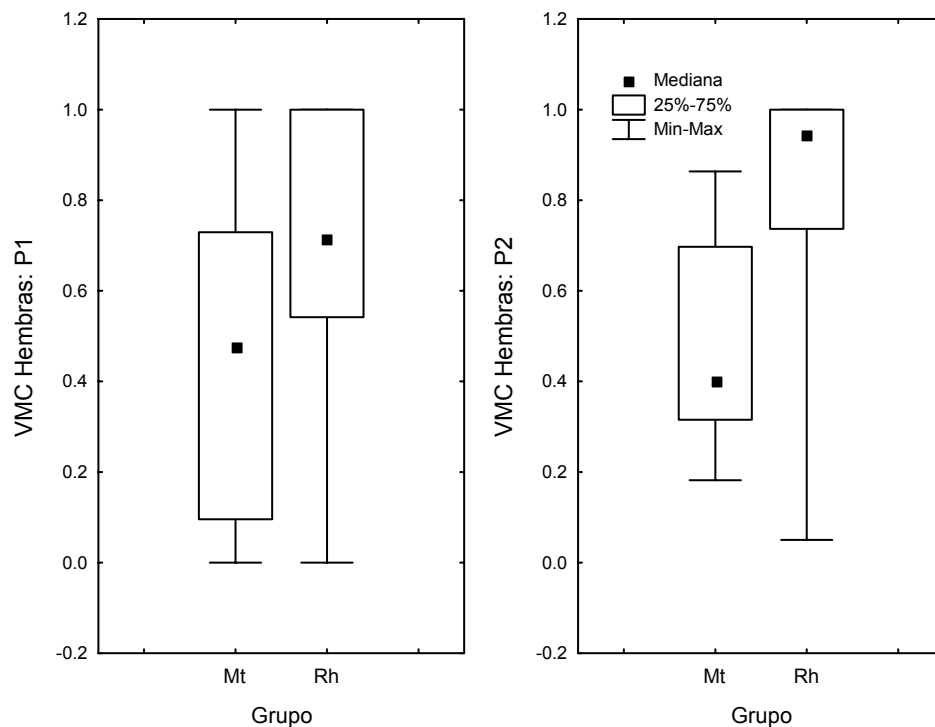 1.2
1.0
0.8
0.6
0.4
0.2
0.0
-0.2
VMC Hembras: P1
Mt
Rh
Grupo
1.2
1.0
0.8
0.6
0.4
0.2
0.0
-0.2
VMC Hembras: P2
Mediana
25%-75%
Min-Max
Mt
Rh
Grupo